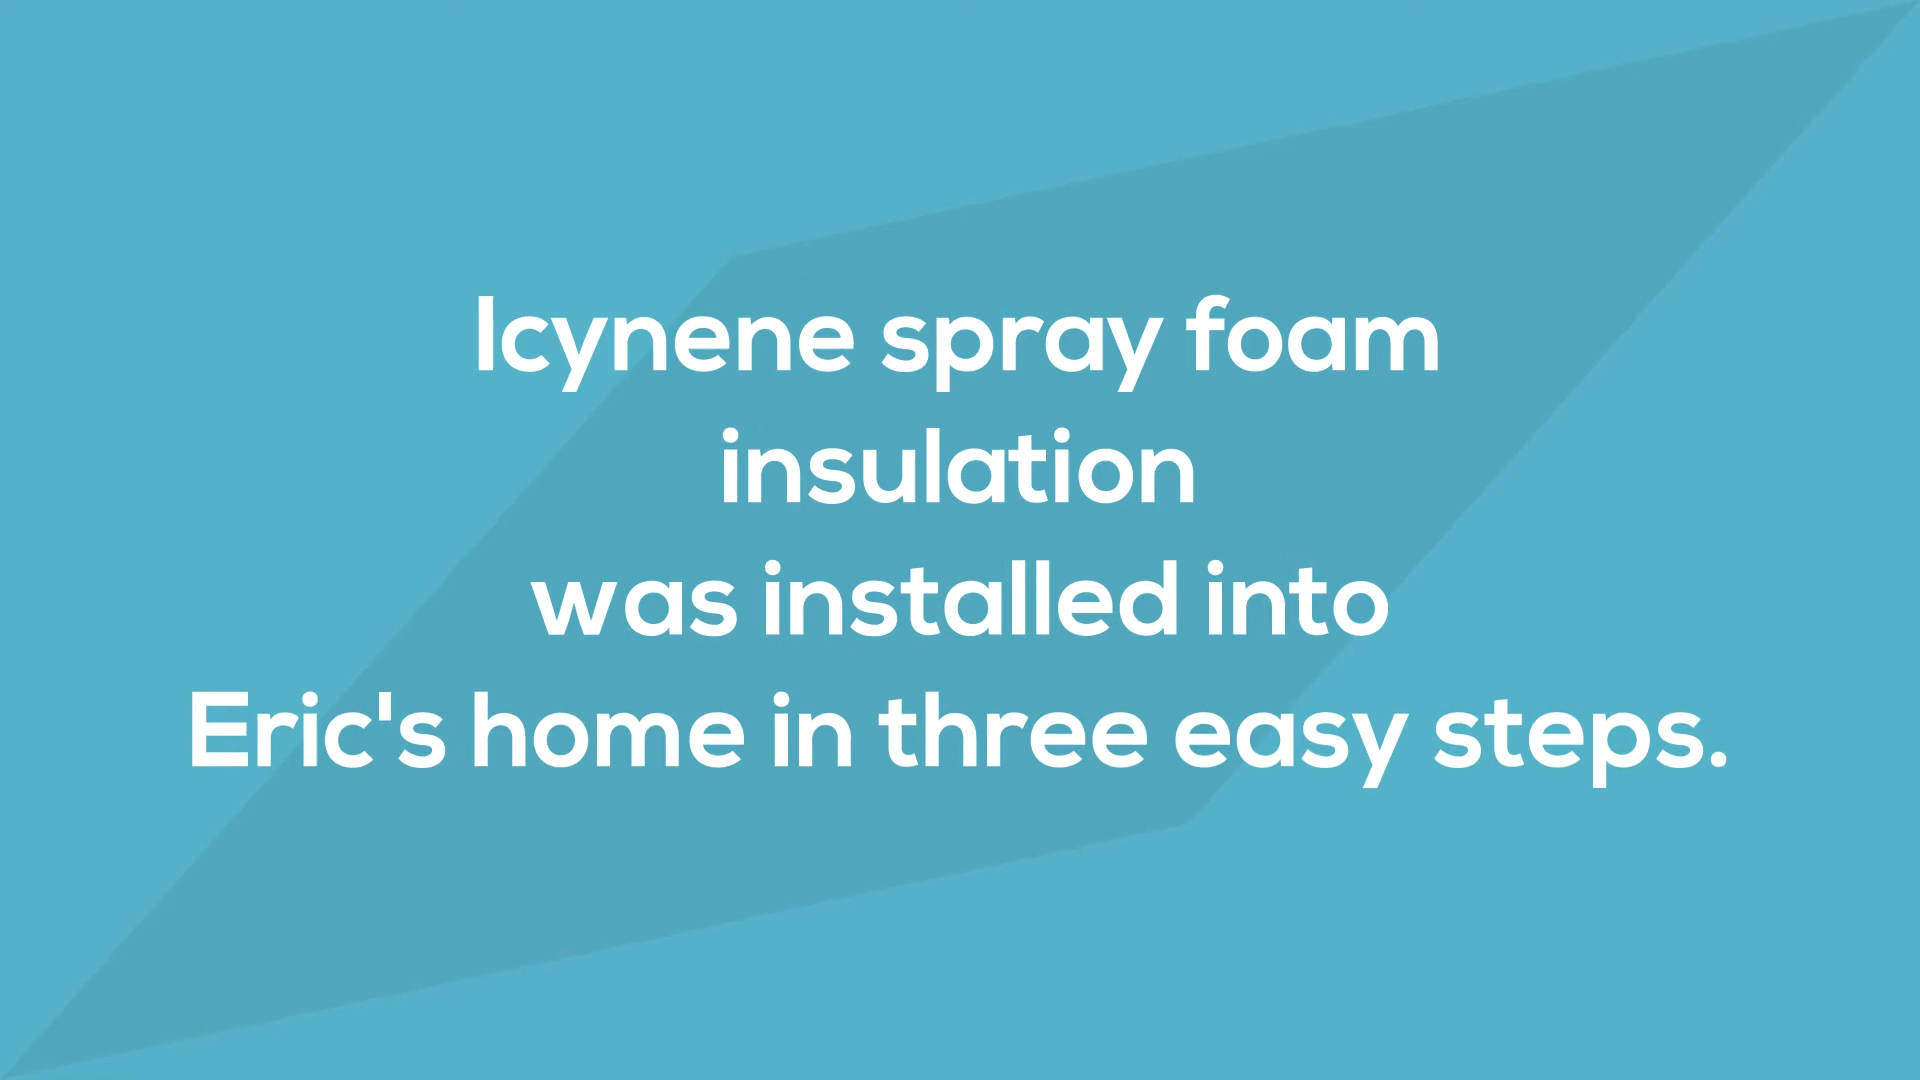 Icynene spray foam
insulation
was installed into
Eric's home in three easy steps.